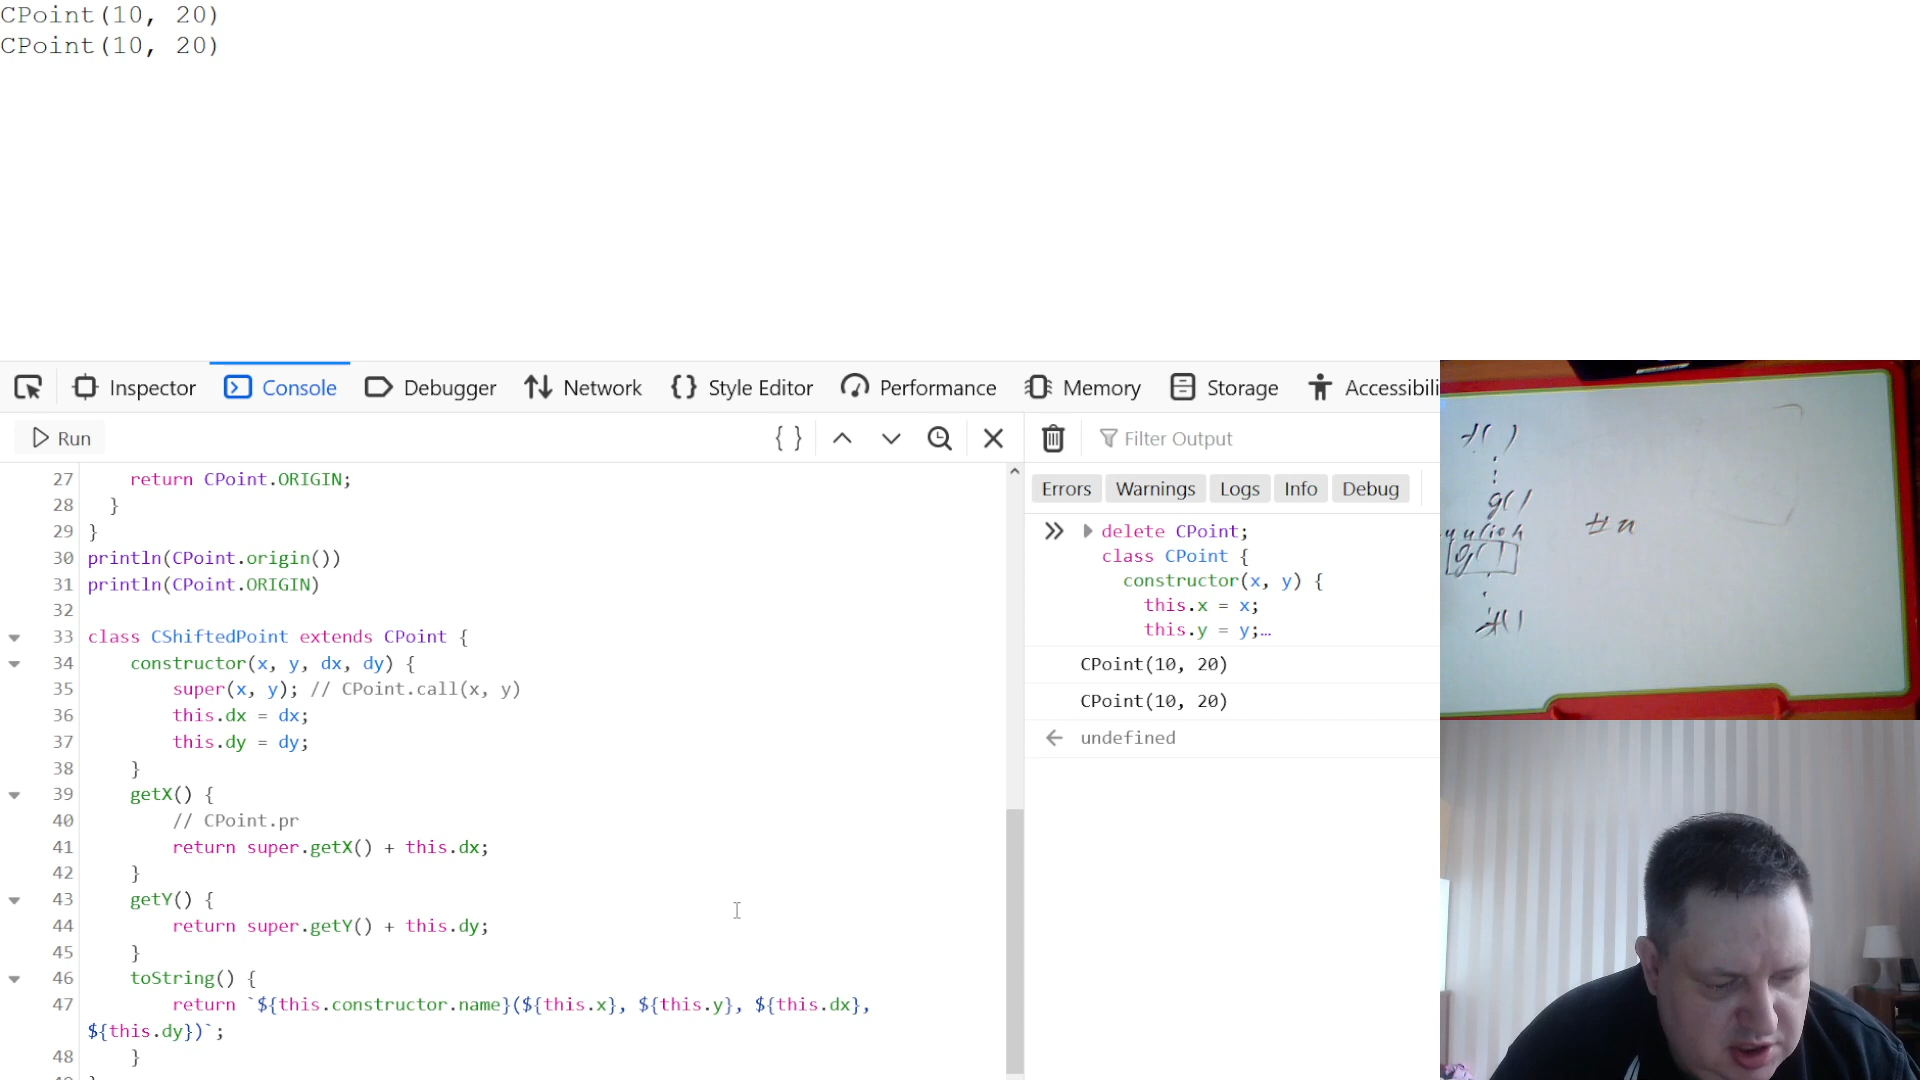 CPoint(10, 20)
CPoint(10, 20)
Inspector Console Debugger Network Style Editor Performance Memory Storage Accessibili
Run
27 return CPoint.ORIGIN;
28 }
29 }
30 println(CPoint.origin())
31 println(CPoint.ORIGIN)
32
33 class CShiftedPoint extends CPoint {
34 constructor(x, y, dx, dy) {
35 super(x, y); // CPoint.call(x, y)
36 this.dx = dx;
37 this.dy = dy;
38 }
39 getX() {
40 // CPoint.pr
41 return super.getX() + this.dx;
42 }
43 getY() {
44 return super.getY() + this.dy;
45 }
46 toString() {
47 return `${this.constructor.name}(${this.x}, ${this.y}, ${this.dx},
${this.dy})`;
48 }
Filter Output
Errors Warnings Logs Info Debug
delete CPoint;
class CPoint {
constructor(x, y) {
this.x = x;
this.y = y;…
CPoint(10, 20)
CPoint(10, 20)
undefined
g( )
g( )